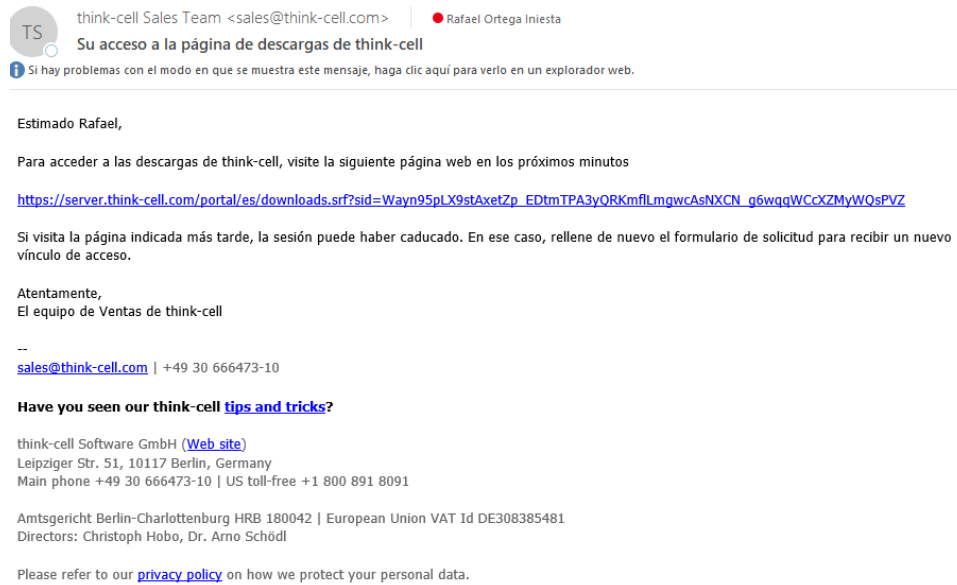 TS
think-cell Sales Team <sales@think-cell.com>
Rafael Ortega Iniesta
Su acceso a la página de descargas de think-cell
Si hay problemas con el modo en que se muestra este mensaje, haga clic aquí para verlo en un explorador web.
Estimado Rafael,
Para acceder a las descargas de think-cell, visite la siguiente página web en los próximos minutos
https://server.think-cell.com/portal/es/downloads.srf?sid=Wayn95pLX9stAxetZp_EDtmTPA3yQRKmflLmgwcAsNXCN_g6wqqWCcXZMyWQsPVZ
Si visita la página indicada más tarde, la sesión puede haber caducado. En ese caso, rellene de nuevo el formulario de solicitud para recibir un nuevo
vínculo de acceso.
Atentamente,
El equipo de Ventas de think-cell
--
sales@think-cell.com | +49 30 666473-10
Have you seen our think-cell tips and tricks?
think-cell Software GmbH (Web site)
Leipziger Str. 51, 10117 Berlin, Germany
Main phone +49 30 666473-10 | US toll-free +1 800 891 8091
Amtsgericht Berlin-Charlottenburg HRB 180042 | European Union VAT Id DE308385481
Directors: Christoph Hobo, Dr. Arno Schödl
Please refer to our privacy policy on how we protect your personal data.